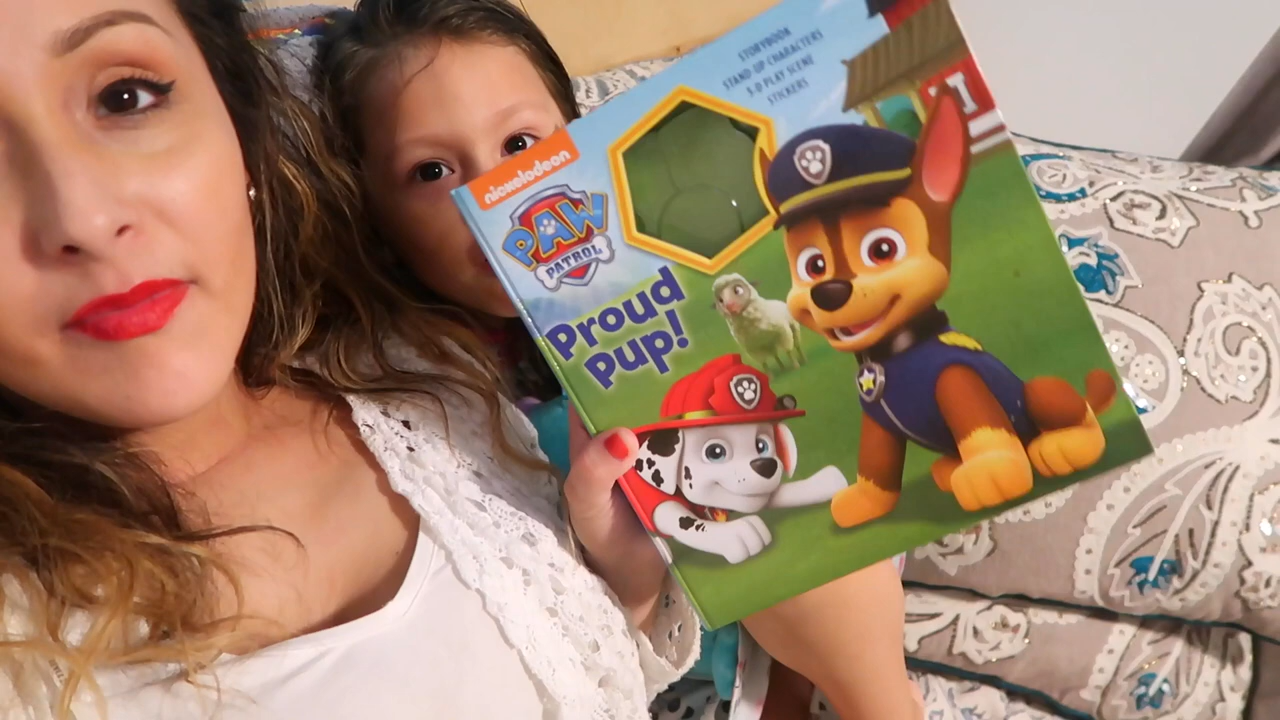 STORYBOOK
STAND-UP CHARACTERS
3-D PLAY SCENE
STICKERS
nickelodeon
PAW
PATROL
Proud
Pup!